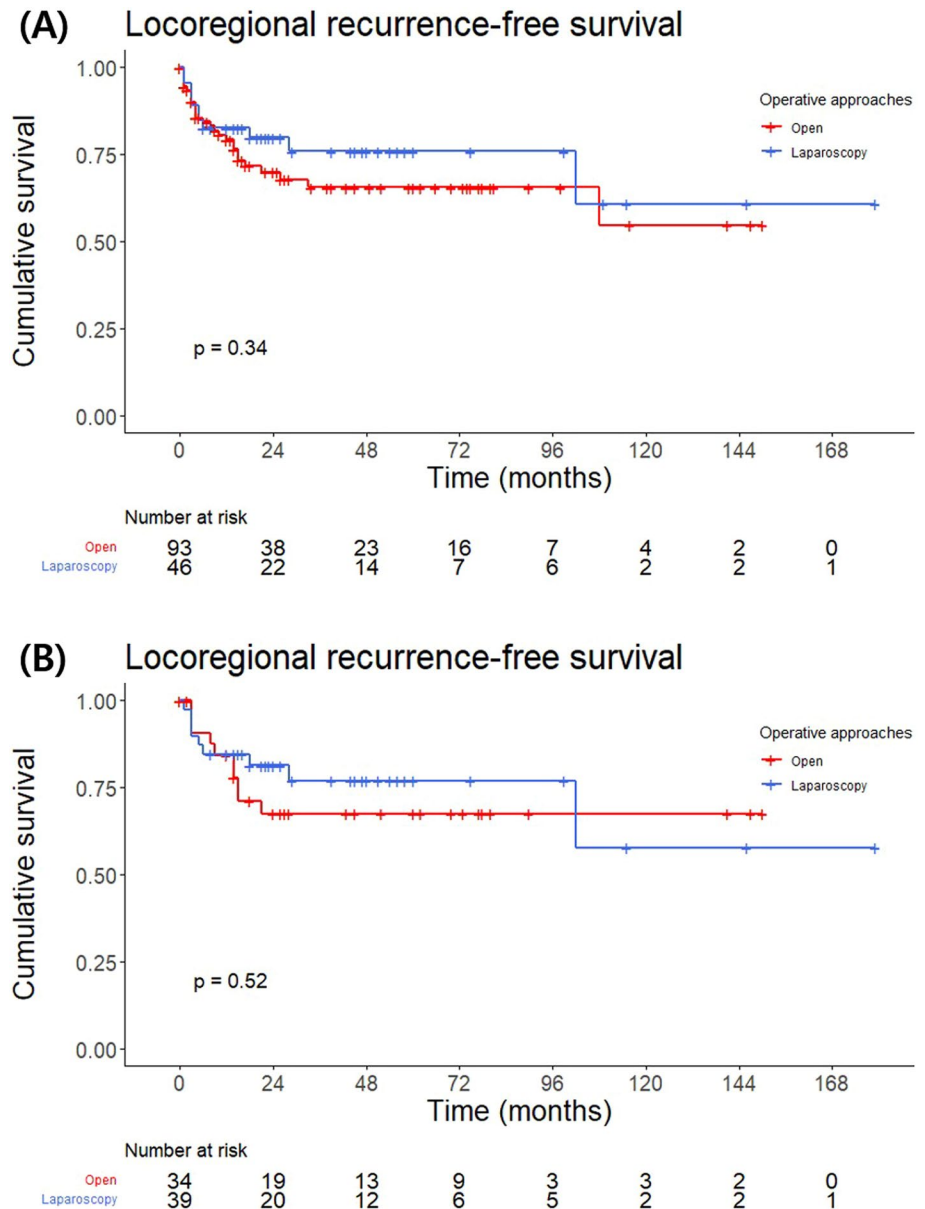 (A) Locoregional recurrence-free survival
Cumulative survival
1.00
0.75
0.50
0.25
0.00
Operative approaches
Open
Laparoscopy
p = 0.34
0 24 48 72 96 120 144 168
Time (months)
Number at risk
Open 93 38 23 16 7 4 2 0
Laparoscopy 46 22 14 7 6 2 2 1
(B) Locoregional recurrence-free survival
Cumulative survival
1.00
0.75
0.50
0.25
0.00
Operative approaches
Open
Laparoscopy
p = 0.52
0 24 48 72 96 120 144 168
Time (months)
Number at risk
Open 34 19 13 9 3 3 2 0
Laparoscopy 39 20 12 6 5 2 2 1